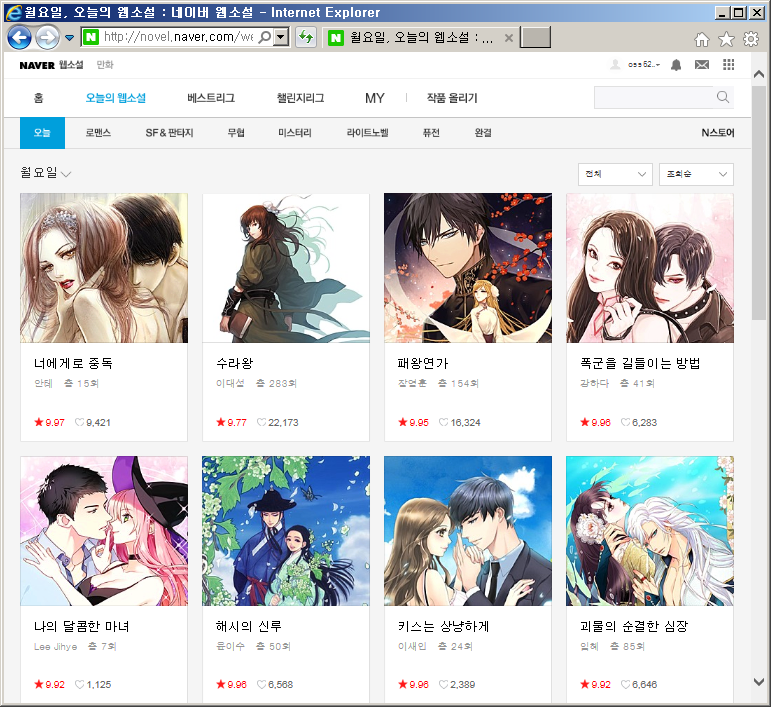 월요일, 오늘의 웹소설 : 네이버 웹소설 - Internet Explorer
http://novel.naver.com/we
월요일, 오늘의 웹소설 : ...
NAVER 웹소설 만화
홈 오늘의 웹소설 베스트리그 챌린지리그 MY 작품 올리기
오늘 로맨스 SF & 판타지 무협 미스터리 라이트노벨 퓨전 완결 N스토어
월요일 전체 조회순
너에게로 중독 수라왕 패왕연가 폭군을 길들이는 방법
안테 총 15회 이대성 총 283회 총 154회 강하다 총 41회
★9.97 ♡9,421 ★9.77 ♡22,173 ★9.95 ♡16,324 ★9.96 ♡6,283
나의 달콤한 마녀 해시의 신루 키스는 상냥하게 괴물의 순결한 심장
Lee Jihye 총 7회 윤이수 총 50회 이재인 총 24회 총 85회
★9.92 ♡1,125 ★9.96 ♡6,568 ★9.96 ♡2,389 ★9.92 ♡6,646